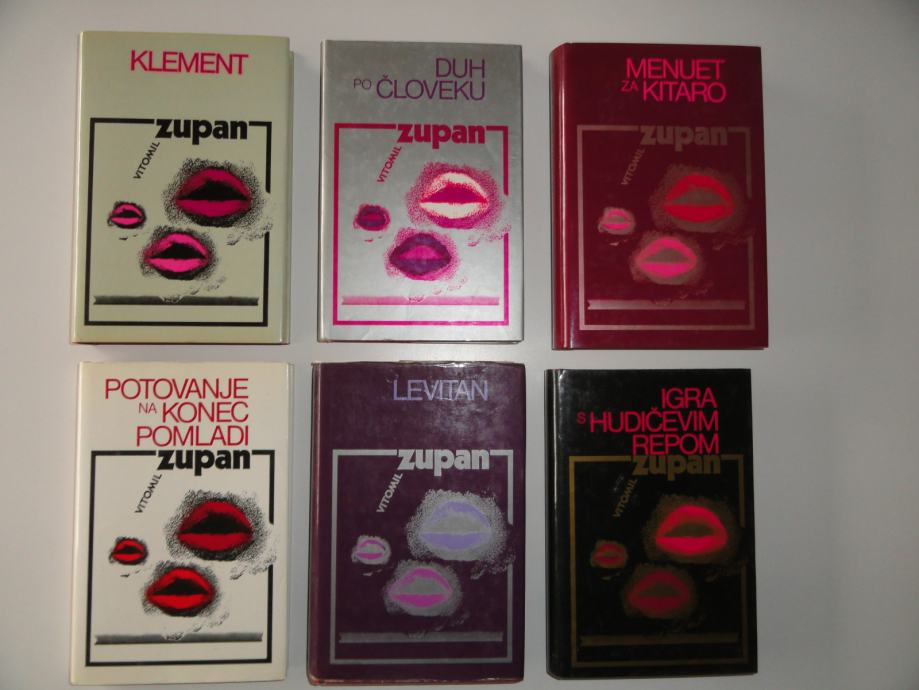 KLEMENT
zupan
VITOMIL
DUH
PO ČLOVEKU
zupan
VITOMIL
MENUET
ZA KITARO
zupan
VITOMIL
POTOVANJE
NA KONEC
POMLADI
zupan
VITOMIL
LEVITAN
zupan
VITOMIL
IGRA
S HUDIČEVIM
REPOM
zupan
VITOMIL